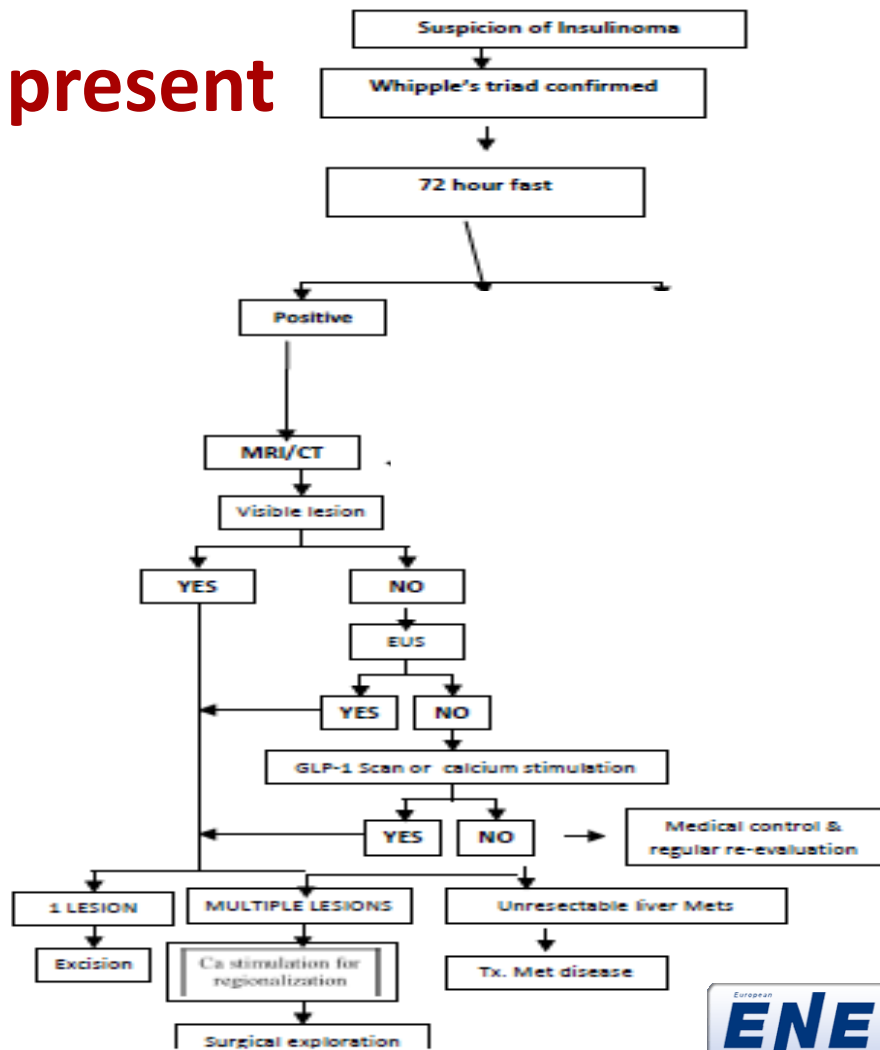 present
Suspicion of Insulinoma
Whipple's triad confirmed
72 hour fast
Positive
MRI/CT
Visible lesion
YES
NO
EUS
YES
NO
GLP-1 Scan or calcium stimulation
YES
NO
Medical control &
regular re-evaluation
1 LESION
MULTIPLE LESIONS
Unresectable liver Mets
Excision
Ca stimulation for
regionalization
Tx. Met disease
Surgical exploration
European
ENE